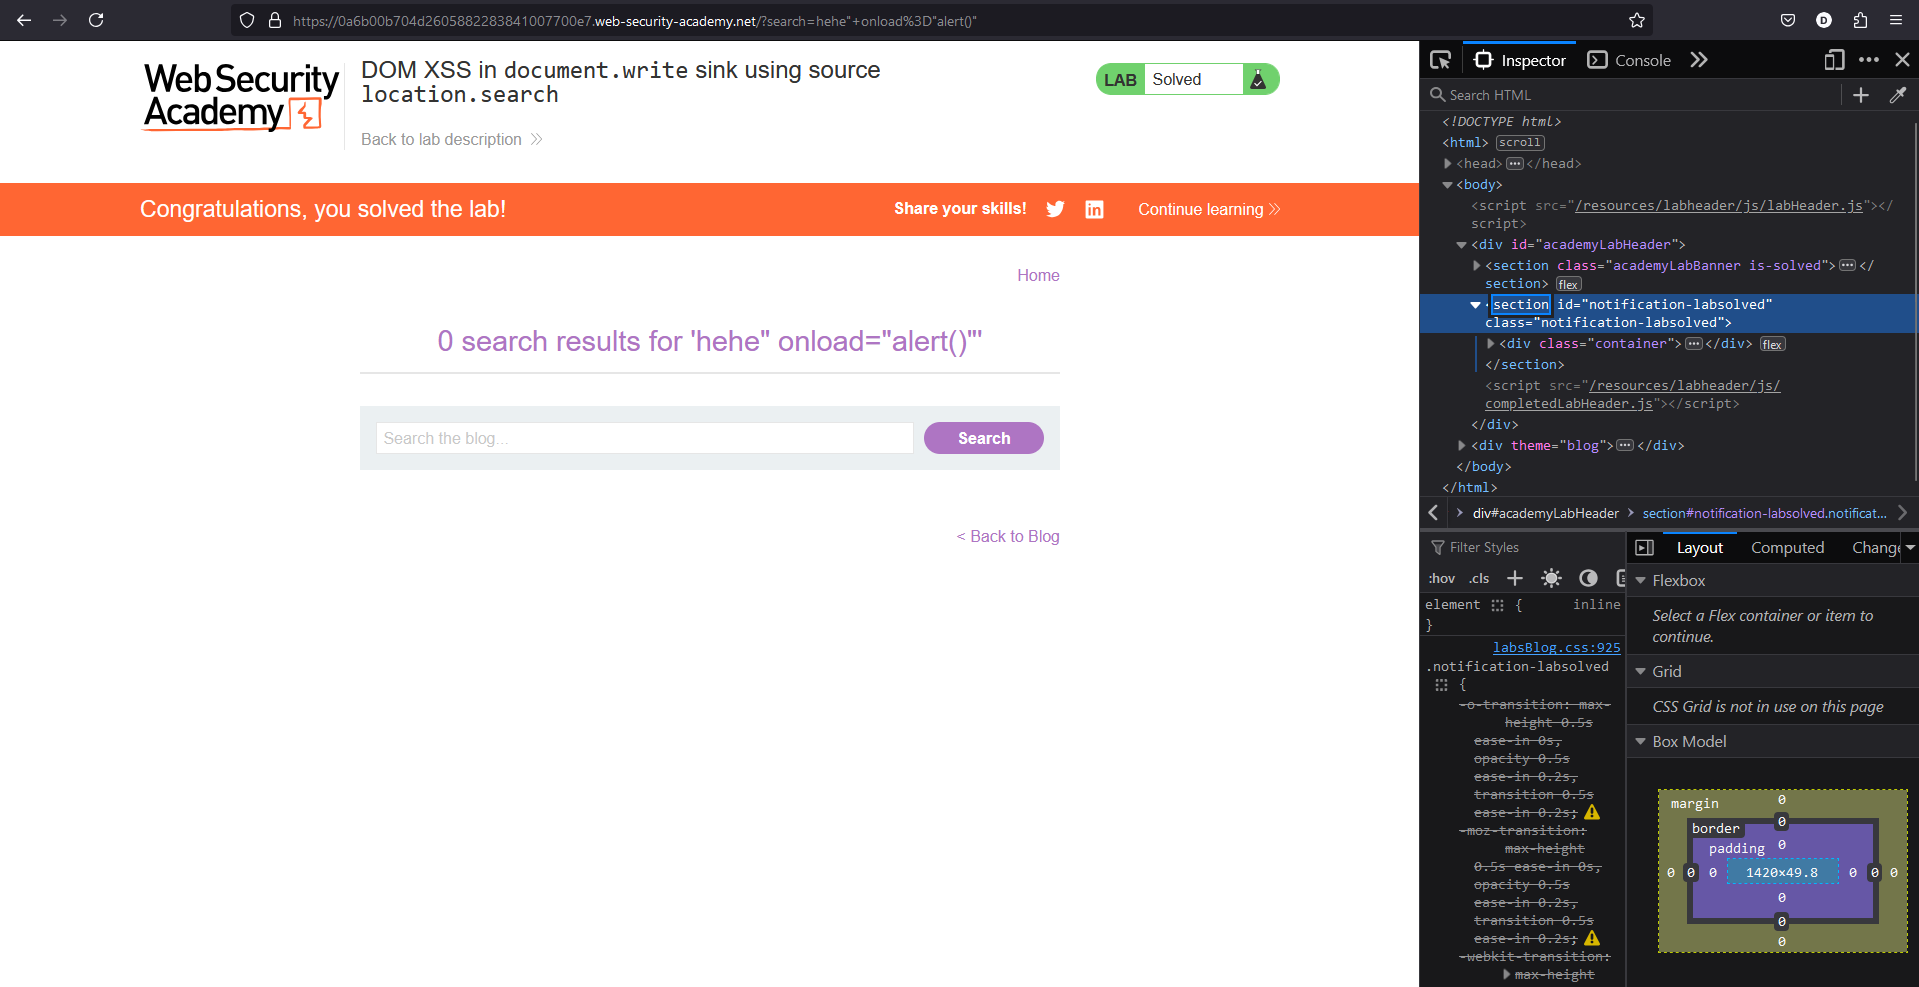 https://0a6b00b704d2605882283841007700e7.web-security-academy.net/?search=hehe"+onload%3D"alert()"
D
Web Security
Academy
DOM XSS in document.write sink using source
location.search
Back to lab description
LAB Solved
Congratulations, you solved the lab!
Share your skills!
in
Continue learning
Home
0 search results for 'hehe" onload="alert()"'
Search the blog...
Search
< Back to Blog
Inspector
Console
Search HTML
<!DOCTYPE html>
<html> scroll
<head> ••• </head>
<body>
<script src="/resources/labheader/js/labHeader.js"></
script>
<div id="academyLabHeader">
<section class="academyLabBanner is-solved"> ••• </
section> flex
<section id="notification-labsolved"
class="notification-labsolved">
<div class="container"> ••• </div> flex
</section>
<script src="/resources/labheader/js/
completedLabHeader.js"></script>
</div>
<div theme="blog"> ••• </div>
</body>
</html>
div#academyLabHeader
section#notification-labsolved.notificat...
Filter Styles
:hov .cls
element { inline
}
labsBlog.css:925
.notification-labsolved
{
-o-transition: max-
height 0.5s
ease-in 0s,
opacity 0.5s
ease-in 0.2s,
transition 0.5s
ease-in 0.2s;
-moz-transition:
max-height
0.5s ease-in 0s,
opacity 0.5s
ease-in 0.2s,
transition 0.5s
ease-in 0.2s;
-webkit-transition:
max-height
Layout
Computed
Change
Flexbox
Select a Flex container or item to
continue.
Grid
CSS Grid is not in use on this page
Box Model
margin 0
border 0
padding 0
0 0 0 1420×49.8 0 0 0
0
0
0